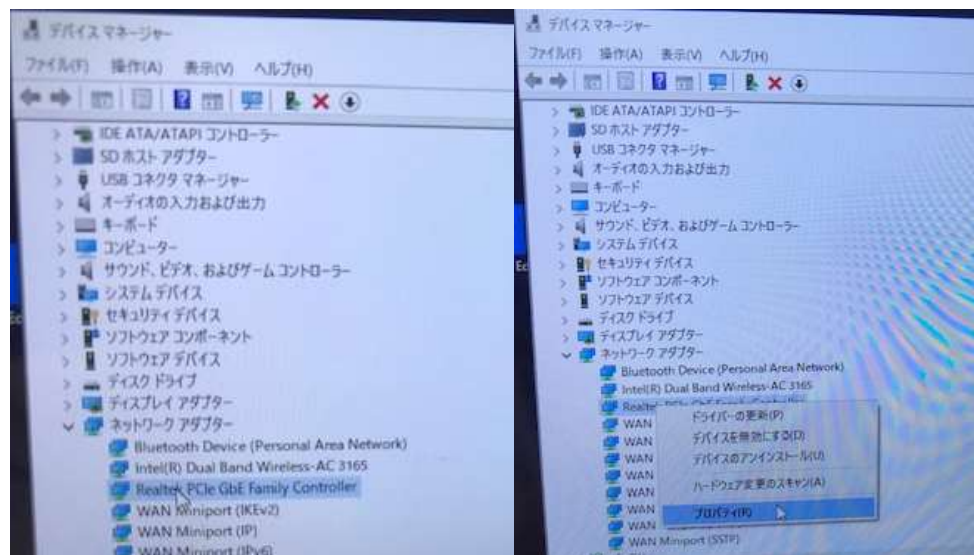 デバイス マネージャー
ファイル(F) 操作(A) 表示(V) ヘルプ(H)
IDE ATA/ATAPI コントローラー
SD ホスト アダプター
USB コネクタ マネージャー
オーディオの入力および出力
キーボード
コンピューター
サウンド、ビデオ、およびゲーム コントローラー
システム デバイス
セキュリティ デバイス
ソフトウェア コンポーネント
ソフトウェア デバイス
ディスク ドライブ
ディスプレイ アダプター
ネットワーク アダプター
Bluetooth Device (Personal Area Network)
Intel(R) Dual Band Wireless-AC 3165
Realtek PCIe GbE Family Controller
WAN Miniport (IKEv2)
WAN Miniport (IP)
WAN Miniport (IPv6)
デバイス マネージャー
ファイル(F) 操作(A) 表示(V) ヘルプ(H)
IDE ATA/ATAPI コントローラー
SD ホスト アダプター
USB コネクタ マネージャー
オーディオの入力および出力
キーボード
コンピューター
サウンド、ビデオ、およびゲーム コントローラー
システム デバイス
セキュリティ デバイス
ソフトウェア コンポーネント
ソフトウェア デバイス
ディスク ドライブ
ディスプレイ アダプター
ネットワーク アダプター
Bluetooth Device (Personal Area Network)
Intel(R) Dual Band Wireless-AC 3165
Realtek PCIe GbE Family Controller
WAN
WAN
WAN
WAN
WAN
WAN
WAN
WAN Miniport (SSTP)
ドライバーの更新(P)
デバイスを無効にする(D)
デバイスのアンインストール(U)
ハードウェア変更のスキャン(A)
プロパティ(R)